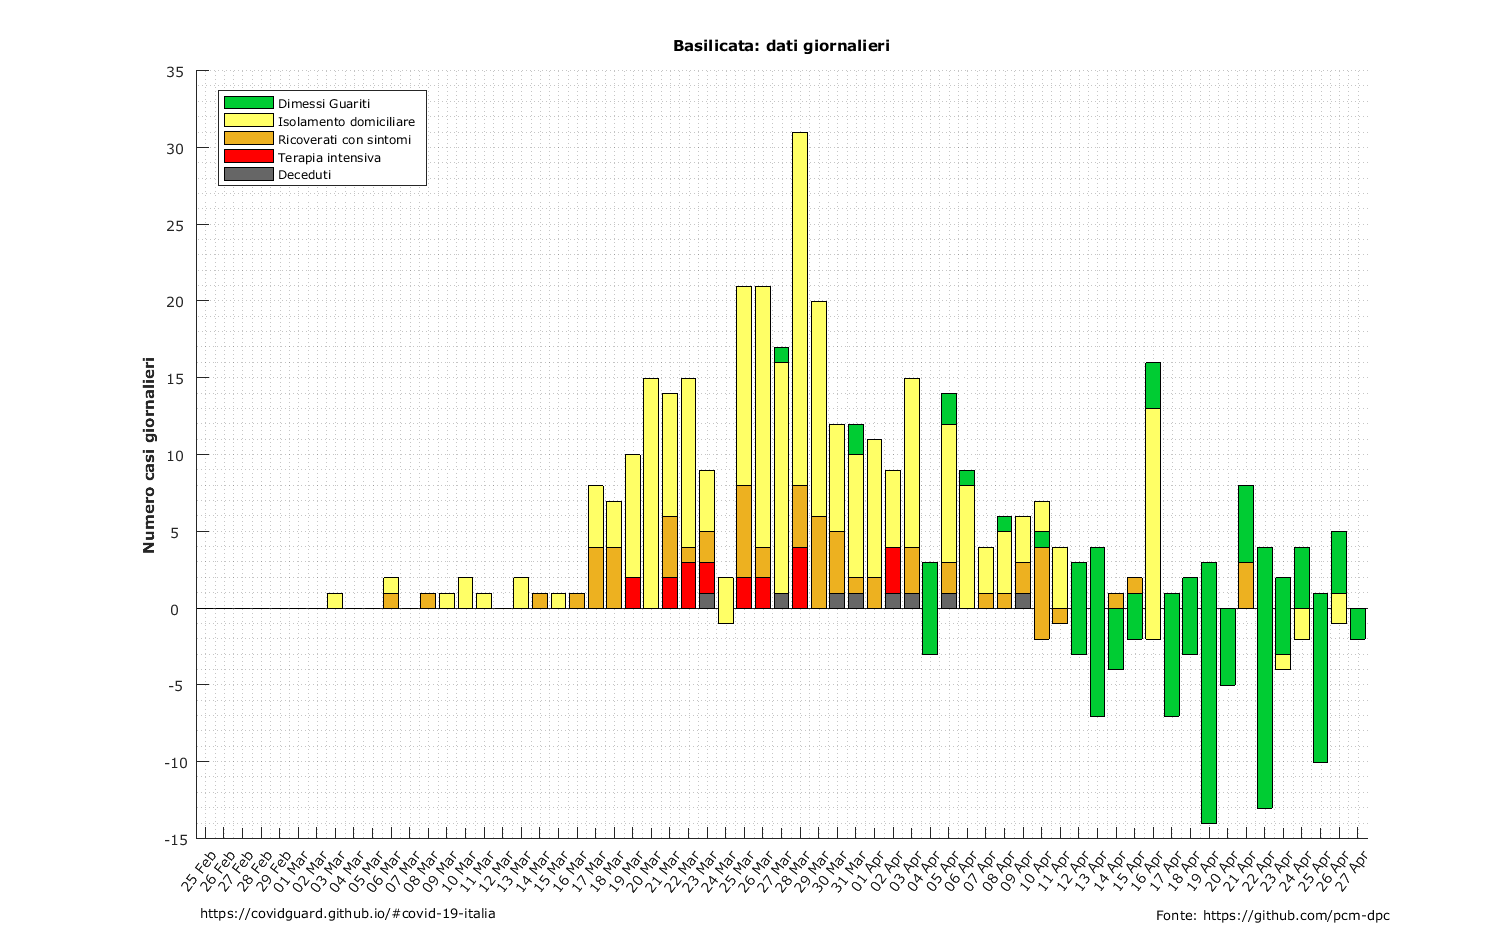 Basilicata: dati giornalieri
35
30
25
20
15
10
5
0
-5
-10
-15
Numero casi giornalieri
Dimessi Guariti
Isolamento domiciliare
Ricoverati con sintomi
Terapia intensiva
Deceduti
25 Feb
26 Feb
27 Feb
28 Feb
29 Feb
01 Mar
02 Mar
03 Mar
04 Mar
05 Mar
06 Mar
07 Mar
08 Mar
09 Mar
10 Mar
11 Mar
12 Mar
13 Mar
14 Mar
15 Mar
16 Mar
17 Mar
18 Mar
19 Mar
20 Mar
21 Mar
22 Mar
23 Mar
24 Mar
25 Mar
26 Mar
27 Mar
28 Mar
29 Mar
30 Mar
31 Mar
01 Apr
02 Apr
03 Apr
04 Apr
05 Apr
06 Apr
07 Apr
08 Apr
09 Apr
10 Apr
11 Apr
12 Apr
13 Apr
14 Apr
15 Apr
16 Apr
17 Apr
18 Apr
19 Apr
20 Apr
21 Apr
22 Apr
23 Apr
24 Apr
25 Apr
26 Apr
27 Apr
https://covidguard.github.io/#covid-19-italia
Fonte: https://github.com/pcm-dpc